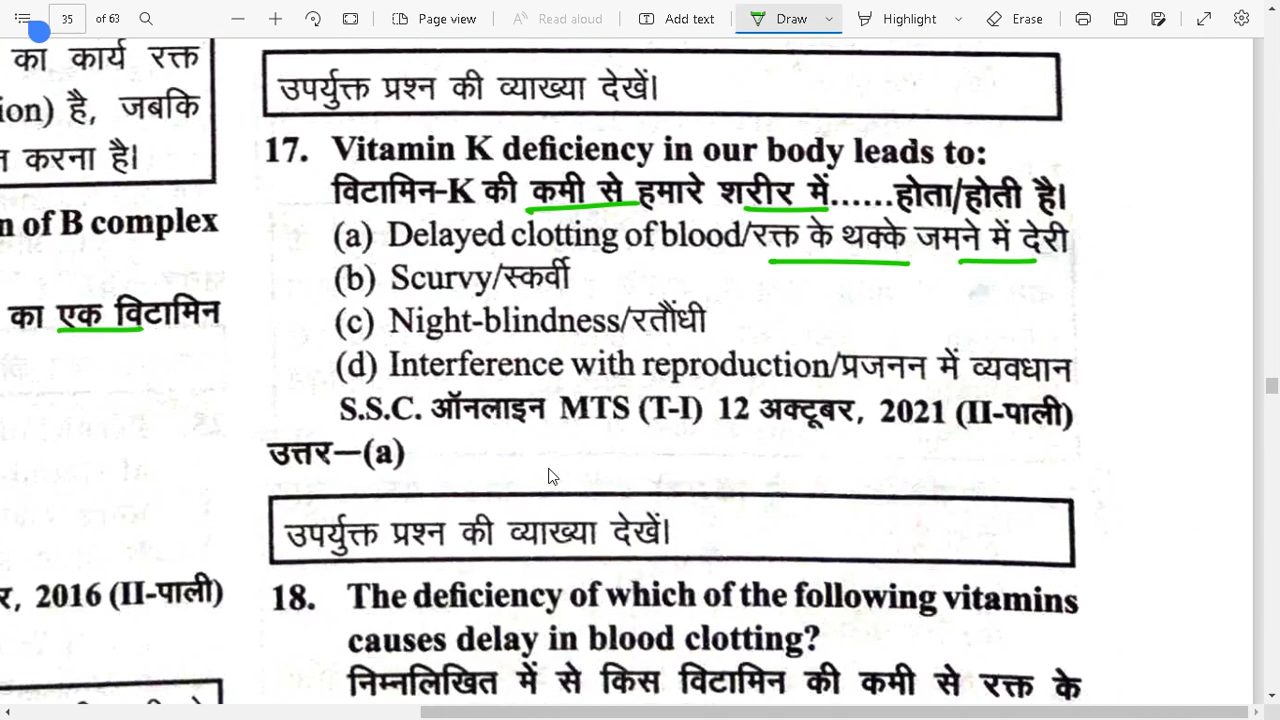 35
of 63
Page view
Read aloud
Add text
Draw
Highlight
Erase
का कार्य रक्त
ion) है, जबकि
करना है।
n of B complex
का एक विटामिन
र, 2016 (II-पाली)
उपर्युक्त प्रश्न की व्याख्या देखें।
17. Vitamin K deficiency in our body leads to:
विटामिन-K की कमी से हमारे शरीर में......होता/होती है।
(a) Delayed clotting of blood/रक्त के थक्के जमने में देरी
(b) Scurvy/स्कर्वी
(c) Night-blindness/रतौंधी
(d) Interference with reproduction/प्रजनन में व्यवधान
S.S.C. ऑनलाइन MTS (T-I) 12 अक्टूबर, 2021 (II-पाली)
उत्तर—(a)
उपर्युक्त प्रश्न की व्याख्या देखें।
18. The deficiency of which of the following vitamins
causes delay in blood clotting?
निम्नलिखित में से किस विटामिन की कमी से रक्त के